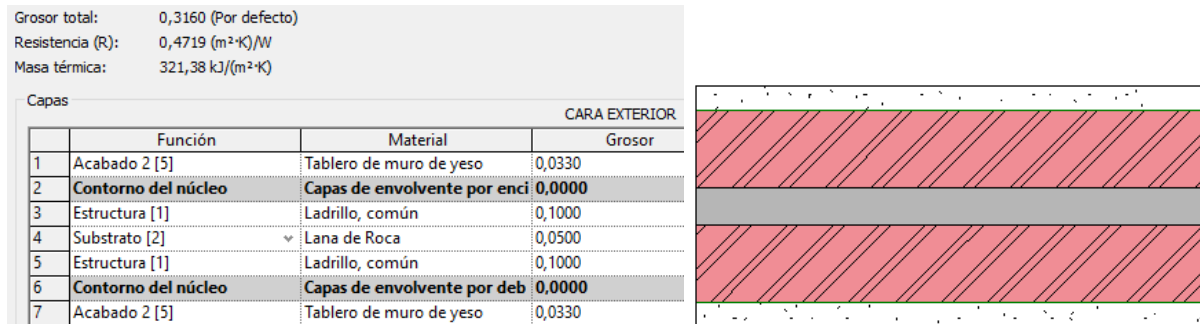 Grosor total: 0,3160 (Por defecto)
Resistencia (R): 0,4719 (m²·K)/W
Masa térmica: 321,38 kJ/(m²·K)
Capas
CARA EXTERIOR
Función Material Grosor
1 Acabado 2 [5] Tablero de muro de yeso 0,0330
2 Contorno del núcleo Capas de envolvente por enci 0,0000
3 Estructura [1] Ladrillo, común 0,1000
4 Substrato [2] Lana de Roca 0,0500
5 Estructura [1] Ladrillo, común 0,1000
6 Contorno del núcleo Capas de envolvente por deb 0,0000
7 Acabado 2 [5] Tablero de muro de yeso 0,0330